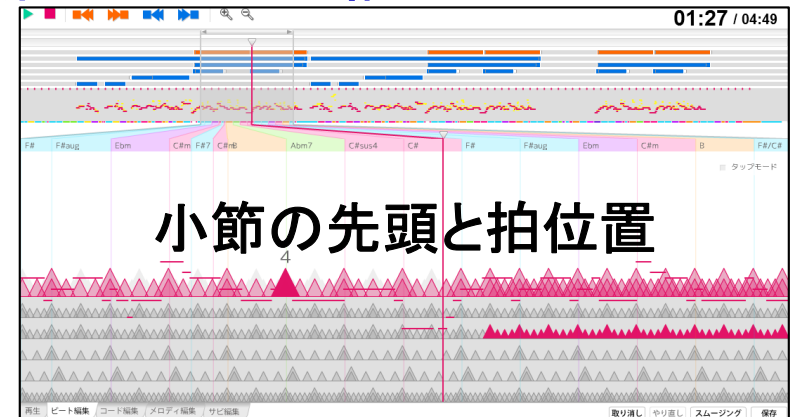 01:27 / 04:49
F# F#aug Ebm C#m F#7 C#m B Abm7 C#sus4 C# F# F#aug Ebm C#m B F#/C#
タップモード
小節の先頭と拍位置
4
再生 ビート編集 コード編集 メロディ編集 サビ編集 取り消し やり直し スムージング 保存